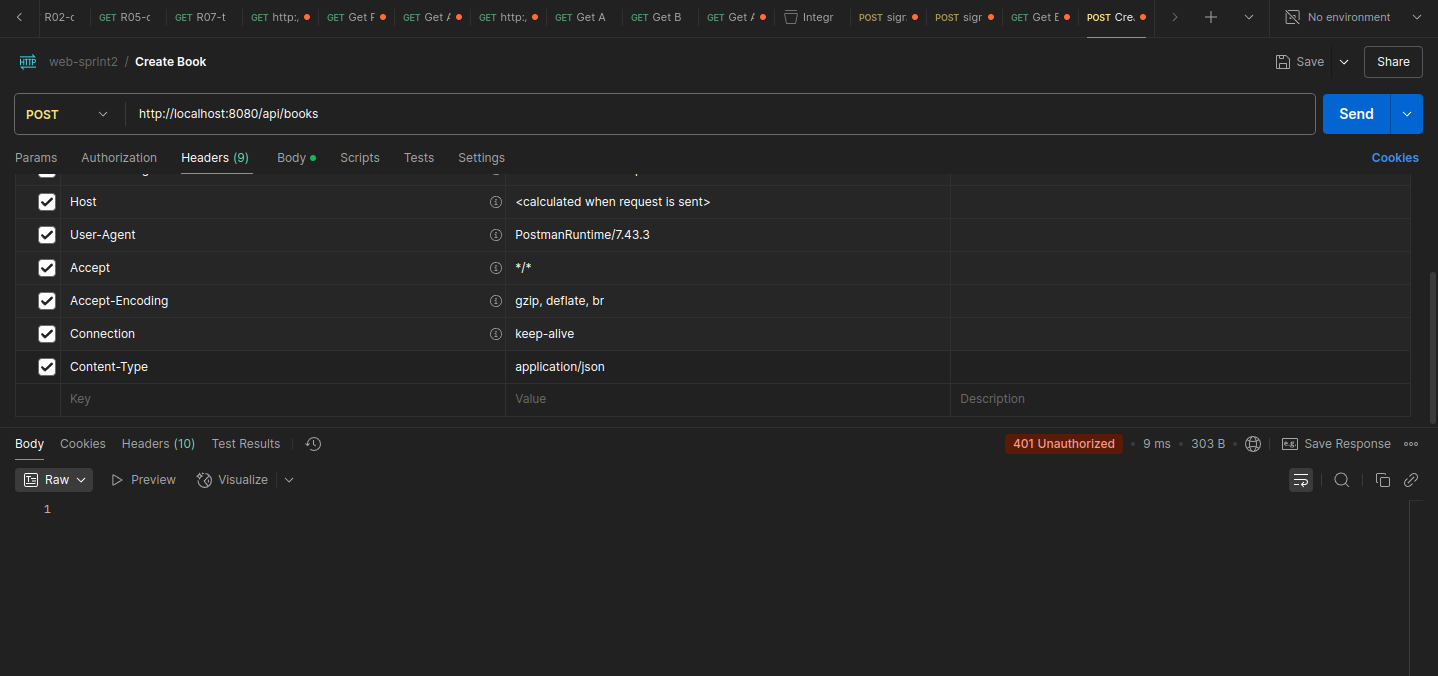 R02-c GET R05-c GET R07-t GET http:, GET Get F GET Get A GET http:, GET Get A GET Get B GET Get A Integr POST sigr POST sigr GET Get E POST Cre. No environment
HTTP web-sprint2 / Create Book Save Share
POST http://localhost:8080/api/books Send
Params Authorization Headers (9) Body Scripts Tests Settings Cookies
Host <calculated when request is sent>
User-Agent PostmanRuntime/7.43.3
Accept */*
Accept-Encoding gzip, deflate, br
Connection keep-alive
Content-Type application/json
Key Value Description
Body Cookies Headers (10) Test Results 401 Unauthorized • 9 ms • 303 B • e.g. Save Response
Raw Preview Visualize
1